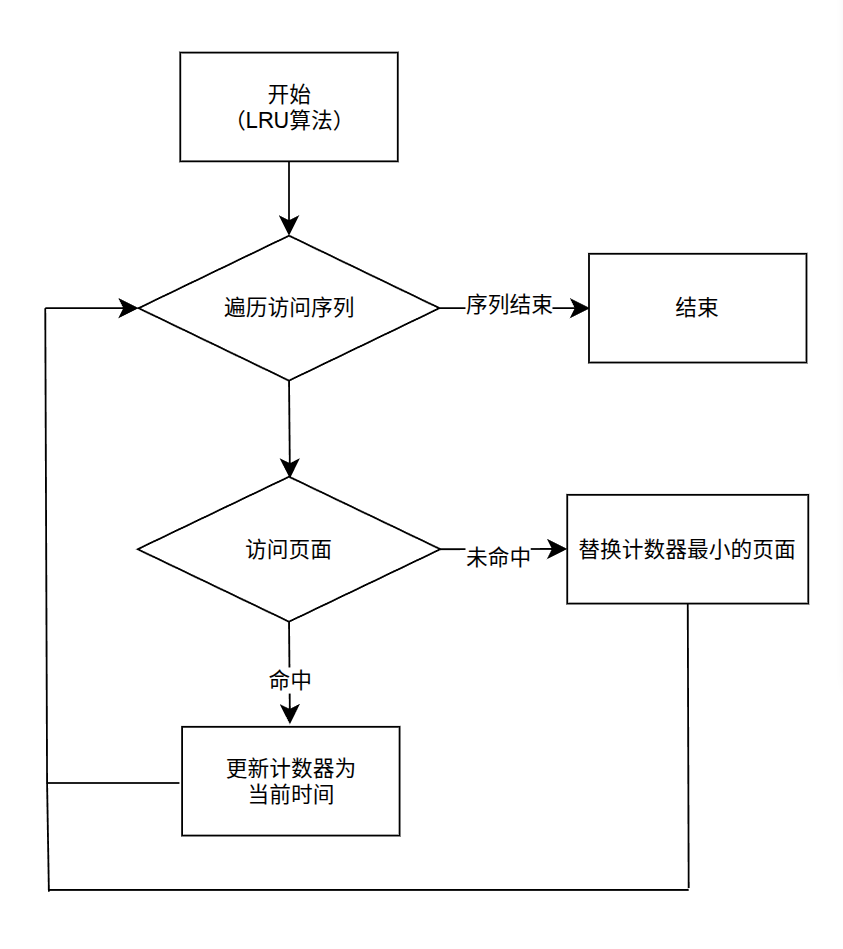 开始
（LRU算法）
遍历访问序列
序列结束
结束
访问页面
未命中
替换计数器最小的页面
命中
更新计数器为
当前时间